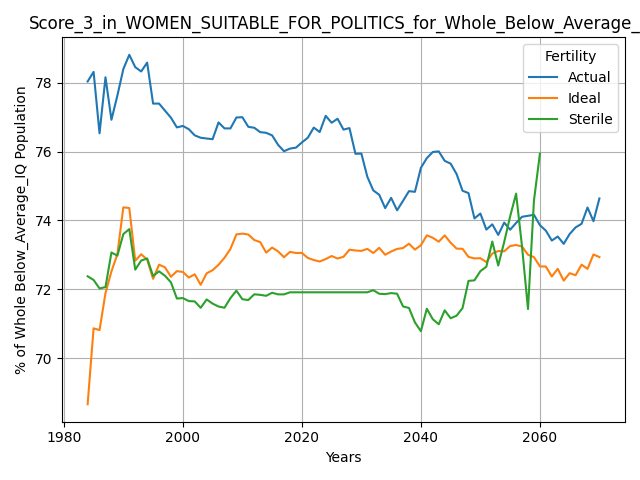 Score_3_in_WOMEN_SUITABLE_FOR_POLITICS_for_Whole_Below_Average_
Fertility
Actual
Ideal
Sterile
% of Whole Below_Average_IQ Population
78
76
74
72
70
1980
2000
2020
2040
2060
Years